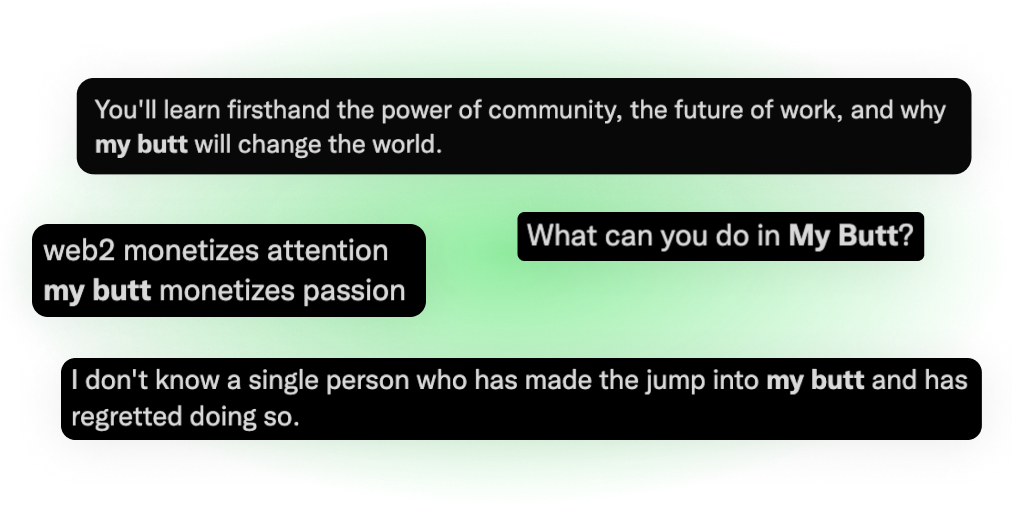 You'll learn firsthand the power of community, the future of work, and why
my butt will change the world.
web2 monetizes attention
my butt monetizes passion
What can you do in My Butt?
I don't know a single person who has made the jump into my butt and has
regretted doing so.